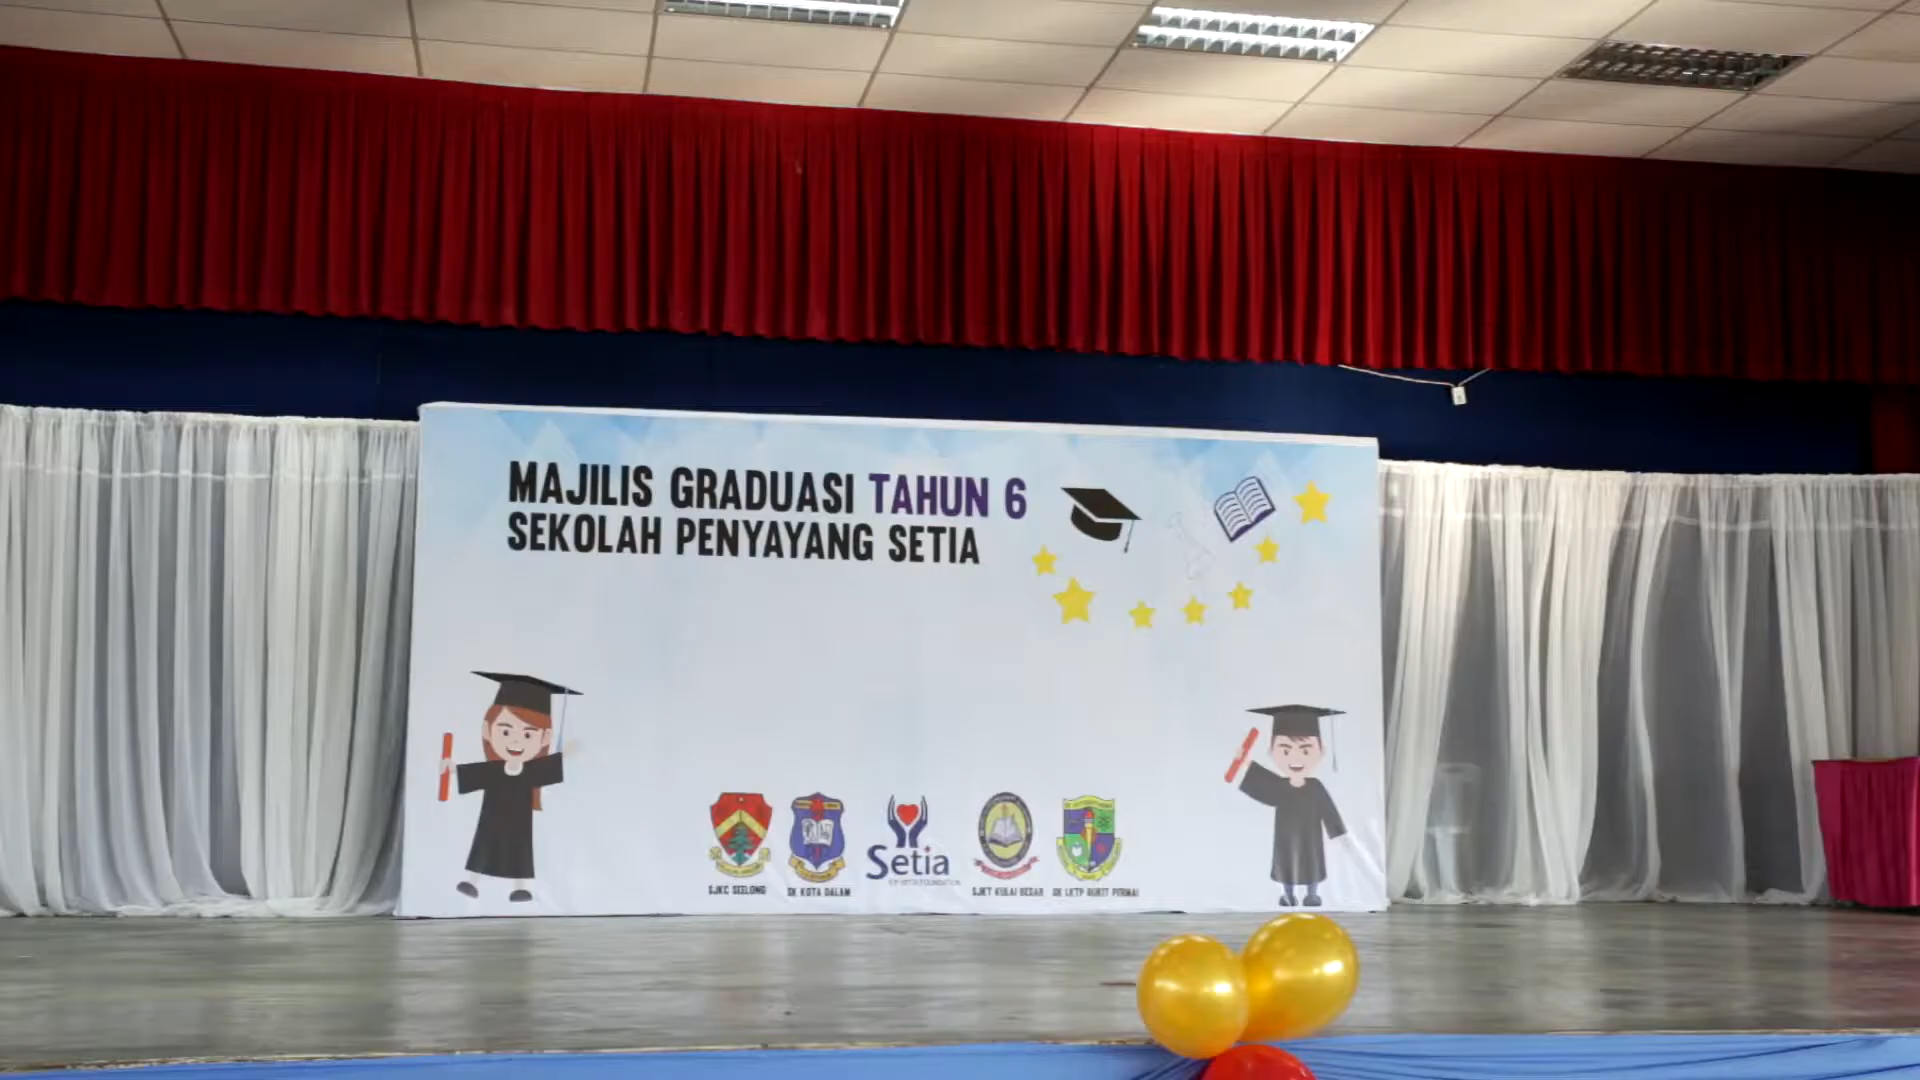 MAJILIS GRADUASI TAHUN 6
SEKOLAH PENYAYANG SETIA
Setia
SJKC SEELONG
SK KOTA DALAM
SJKT KULAI BESAR
SK LKTP BUKIT PERMAI